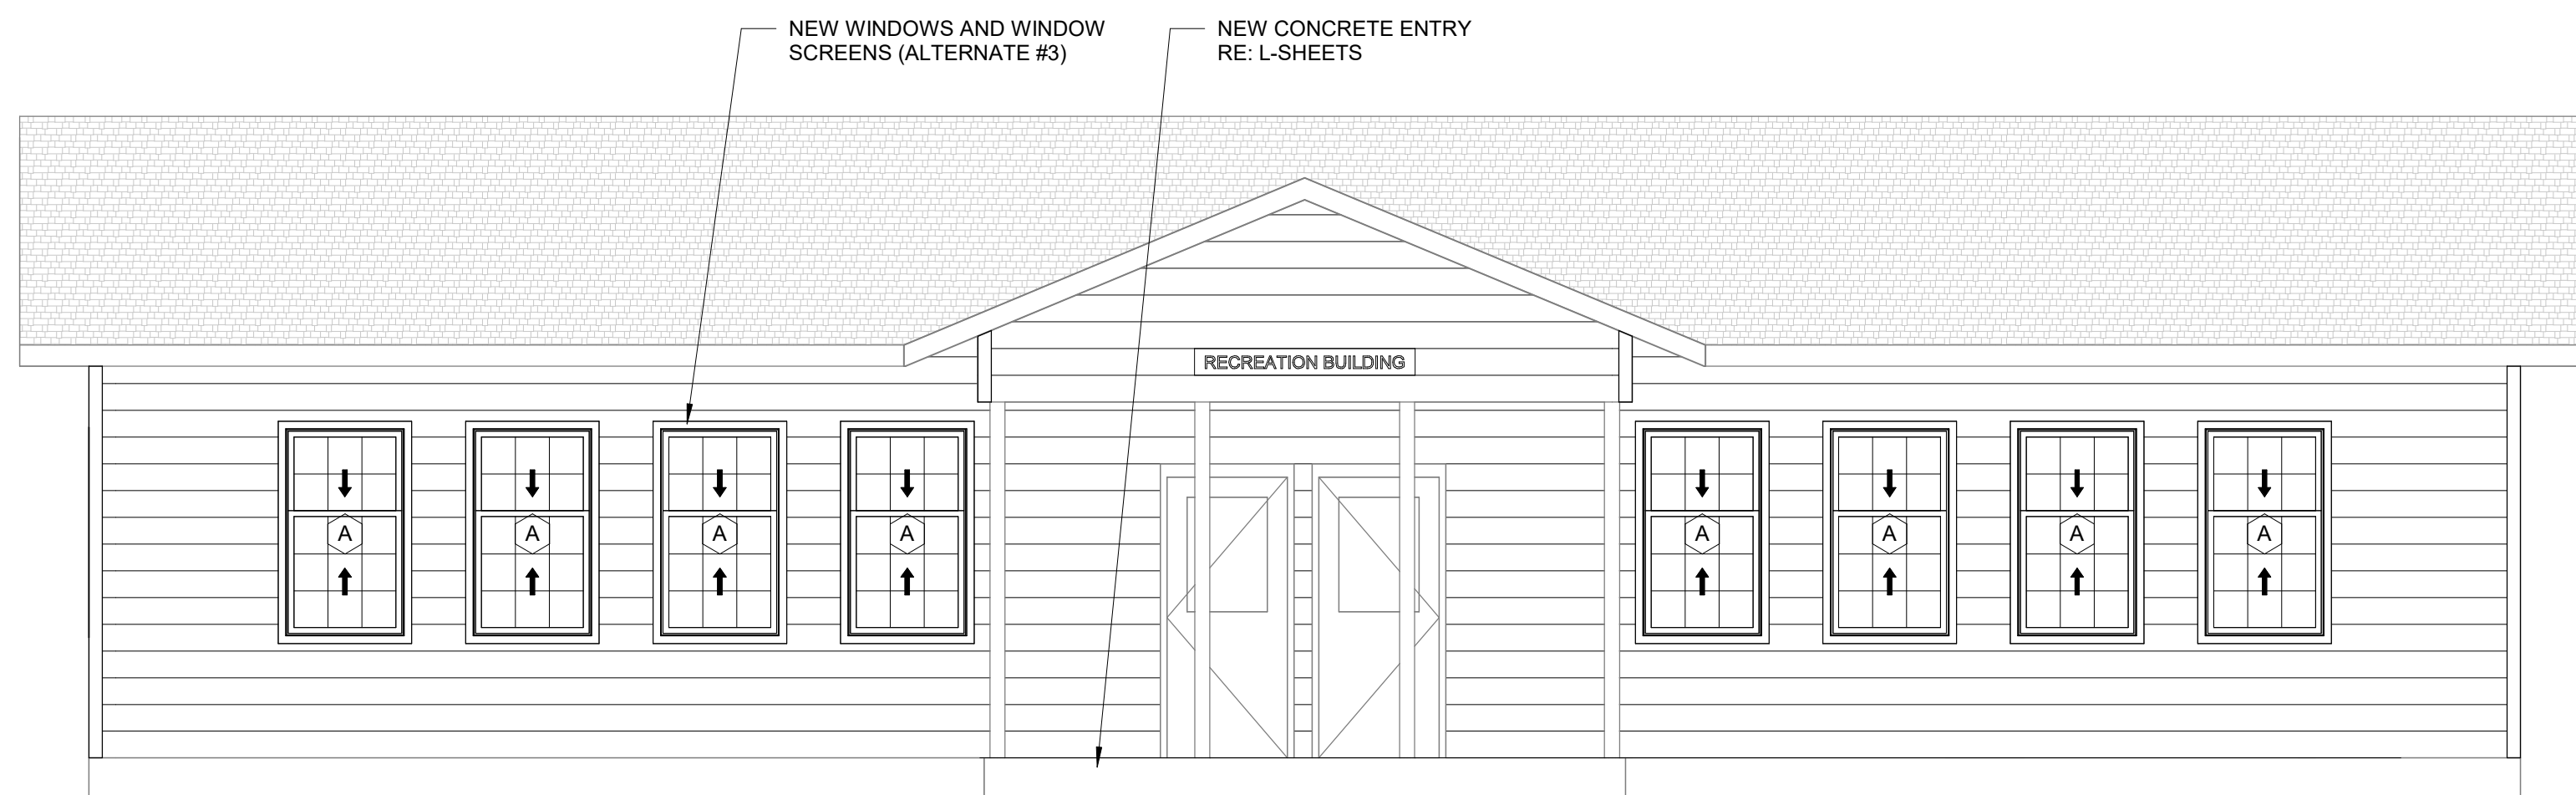 NEW WINDOWS AND WINDOW
SCREENS (ALTERNATE #3)
NEW CONCRETE ENTRY
RE: L-SHEETS
RECREATION BUILDING
A
A
A
A
A
A
A
A